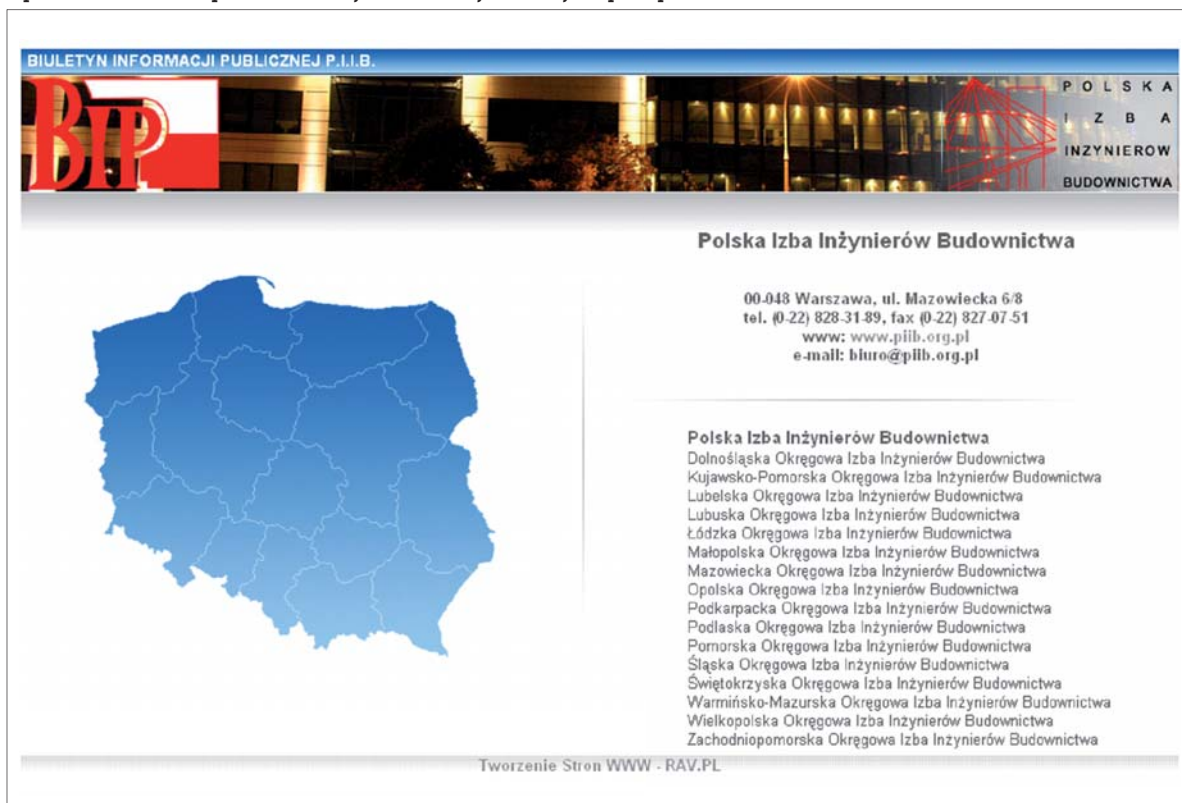 BIULETYN INFORMACJI PUBLICZNEJ P.I.I.B.
BIP
POLSKA
IZBA
INZYNIEROW
BUDOWNICTWA
Polska Izba Inżynierów Budownictwa
00-048 Warszawa, ul. Mazowiecka 6/8
tel. (0-22) 828-31-89, fax (0-22) 827-07-51
www: www.piib.org.pl
e-mail: biuro@piib.org.pl
Polska Izba Inżynierów Budownictwa
Dolnośląska Okręgowa Izba Inżynierów Budownictwa
Kujawsko-Pomorska Okręgowa Izba Inżynierów Budownictwa
Lubelska Okręgowa Izba Inżynierów Budownictwa
Lubuska Okręgowa Izba Inżynierów Budownictwa
Łódzka Okręgowa Izba Inżynierów Budownictwa
Małopolska Okręgowa Izba Inżynierów Budownictwa
Mazowiecka Okręgowa Izba Inżynierów Budownictwa
Opolska Okręgowa Izba Inżynierów Budownictwa
Podkarpacka Okręgowa Izba Inżynierów Budownictwa
Podlaska Okręgowa Izba Inżynierów Budownictwa
Pomorska Okręgowa Izba Inżynierów Budownictwa
Śląska Okręgowa Izba Inżynierów Budownictwa
Świętokrzyska Okręgowa Izba Inżynierów Budownictwa
Warmińsko-Mazurska Okręgowa Izba Inżynierów Budownictwa
Wielkopolska Okręgowa Izba Inżynierów Budownictwa
Zachodniopomorska Okręgowa Izba Inżynierów Budownictwa
Tworzenie Stron WWW - RAV.PL